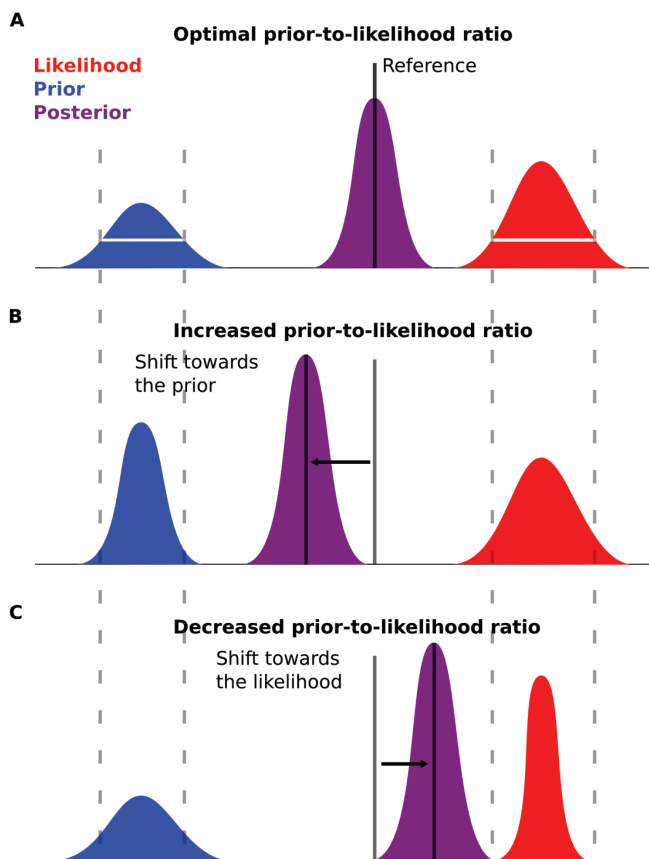 A
Optimal prior-to-likelihood ratio
Likelihood
Prior
Posterior
Reference
B
Increased prior-to-likelihood ratio
Shift towards
the prior
C
Decreased prior-to-likelihood ratio
Shift towards
the likelihood